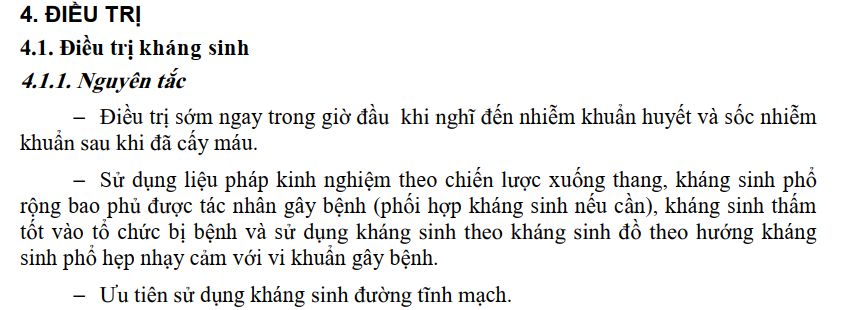 4. ĐIỀU TRỊ
4.1. Điều trị kháng sinh
4.1.1. Nguyên tắc
– Điều trị sớm ngay trong giờ đầu khi nghĩ đến nhiễm khuẩn huyết và sốc nhiễm
khuẩn sau khi đã cấy máu.
– Sử dụng liệu pháp kinh nghiệm theo chiến lược xuống thang, kháng sinh phổ
rộng bao phủ được tác nhân gây bệnh (phối hợp kháng sinh nếu cần), kháng sinh thấm
tốt vào tổ chức bị bệnh và sử dụng kháng sinh theo kháng sinh đồ theo hướng kháng
sinh phổ hẹp nhạy cảm với vi khuẩn gây bệnh.
– Ưu tiên sử dụng kháng sinh đường tĩnh mạch.